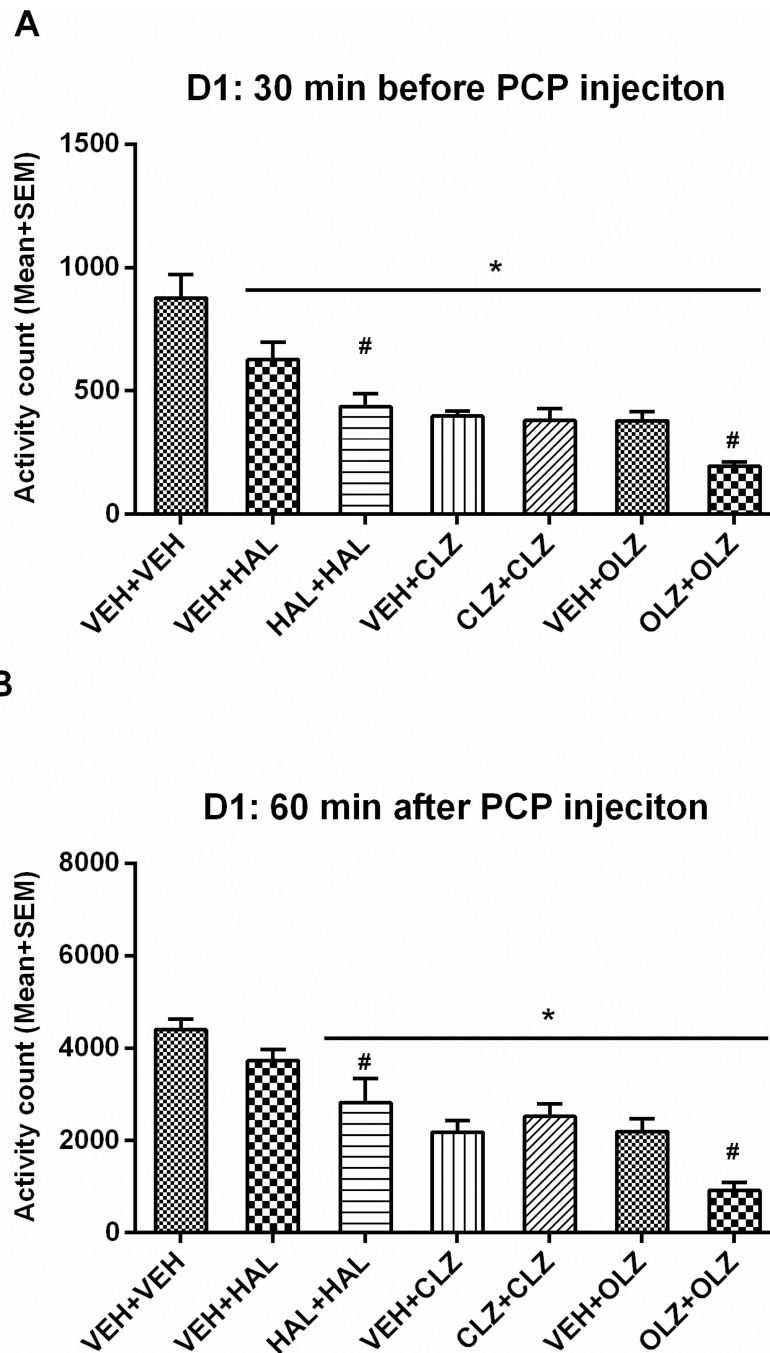 A
D1: 30 min before PCP injeciton
Activity count (Mean+SEM)
1500
1000
500
0
*
#
#
VEH+VEH
VEH+HAL
HAL+HAL
VEH+CLZ
CLZ+CLZ
VEH+OLZ
OLZ+OLZ
B
D1: 60 min after PCP injeciton
Activity count (Mean+SEM)
8000
6000
4000
2000
0
*
#
#
VEH+VEH
VEH+HAL
HAL+HAL
VEH+CLZ
CLZ+CLZ
VEH+OLZ
OLZ+OLZ